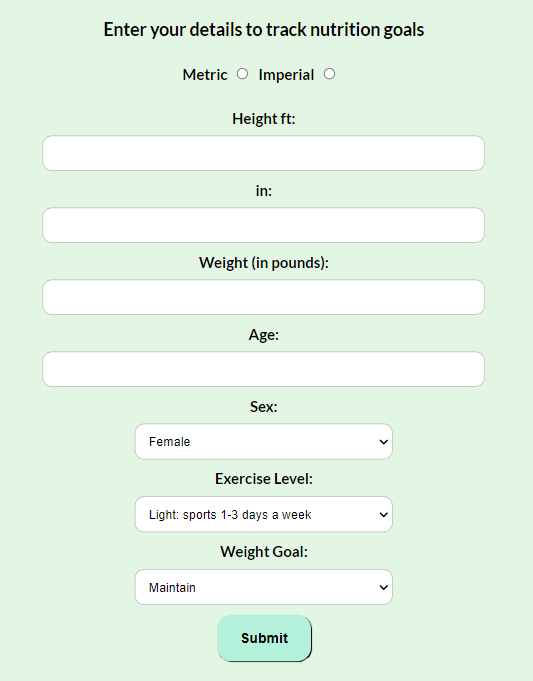 Enter your details to track nutrition goals
Metric Imperial
Height ft:
in:
Weight (in pounds):
Age:
Sex:
Female
Exercise Level:
Light: sports 1-3 days a week
Weight Goal:
Maintain
Submit